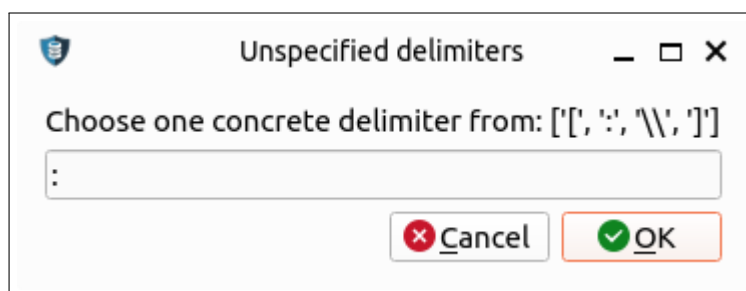 Unspecified delimiters
Choose one concrete delimiter from: ['[', ':', '\\', ']']
:
Cancel
OK